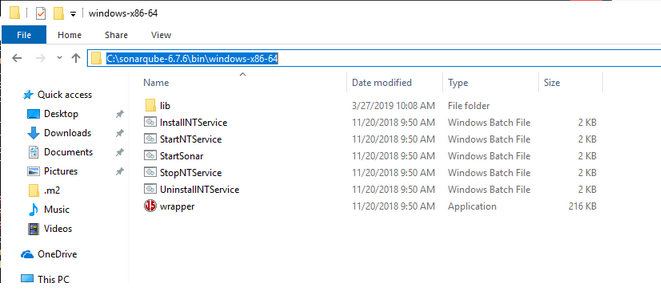 windows-x86-64
File Home Share View
C:\sonarqube-6.7.6\bin\windows-x86-64
Name Date modified Type Size
Quick access
Desktop
Downloads
Documents
Pictures
.m2
Music
Videos
OneDrive
This PC
lib 3/27/2019 10:08 AM File folder
InstallNTService 11/20/2018 9:50 AM Windows Batch File 2 KB
StartNTService 11/20/2018 9:50 AM Windows Batch File 2 KB
StartSonar 11/20/2018 9:50 AM Windows Batch File 2 KB
StopNTService 11/20/2018 9:50 AM Windows Batch File 2 KB
UninstallNTService 11/20/2018 9:50 AM Windows Batch File 2 KB
wrapper 11/20/2018 9:50 AM Application 216 KB